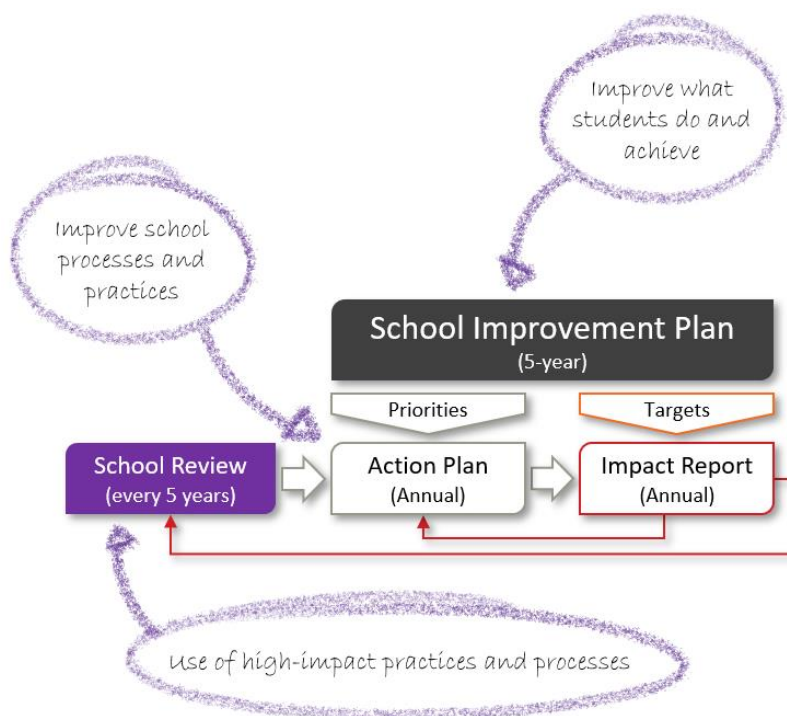 Improve what
students do and
achieve
Improve school
processes and
practices
School Improvement Plan
(5-year)
Priorities
Targets
School Review
(every 5 years)
Action Plan
(Annual)
Impact Report
(Annual)
Use of high-impact practices and processes